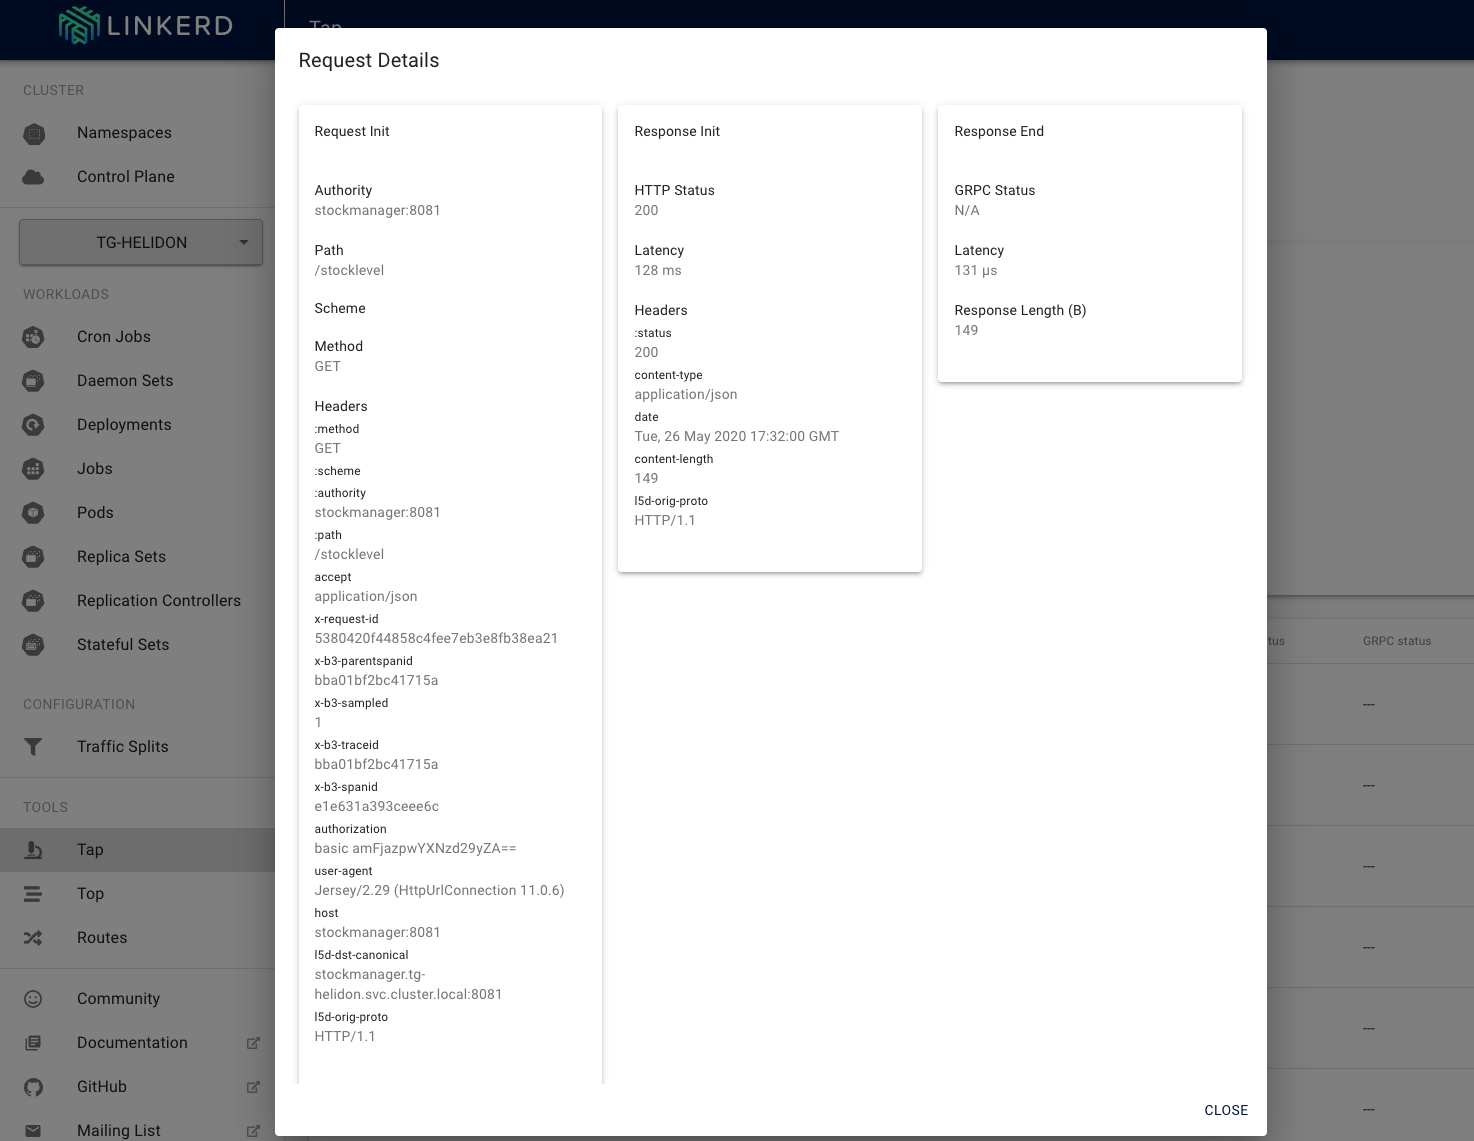 LINKERD
Tap
CLUSTER
Namespaces
Control Plane
TG-HELIDON
WORKLOADS
Cron Jobs
Daemon Sets
Deployments
Jobs
Pods
Replica Sets
Replication Controllers
Stateful Sets
CONFIGURATION
Traffic Splits
TOOLS
Tap
Top
Routes
Community
Documentation
GitHub
Mailing List
Request Details
Request Init
Authority
stockmanager:8081
Path
/stocklevel
Scheme
Method
GET
Headers
:method
GET
:scheme
:authority
stockmanager:8081
:path
/stocklevel
accept
application/json
x-request-id
5380420f44858c4fee7eb3e8fb38ea21
x-b3-parentspanid
bba01bf2bc41715a
x-b3-sampled
1
x-b3-traceid
bba01bf2bc41715a
x-b3-spanid
e1e631a393ceee6c
authorization
basic amFjazpwYXNzd29yZA==
user-agent
Jersey/2.29 (HttpUrlConnection 11.0.6)
host
stockmanager:8081
l5d-dst-canonical
stockmanager.tg-
helidon.svc.cluster.local:8081
l5d-orig-proto
HTTP/1.1
Response Init
HTTP Status
200
Latency
128 ms
Headers
:status
200
content-type
application/json
date
Tue, 26 May 2020 17:32:00 GMT
content-length
149
l5d-orig-proto
HTTP/1.1
Response End
GRPC Status
N/A
Latency
131 µs
Response Length (B)
149
CLOSE
tus
GRPC status
---
---
---
---
---
---